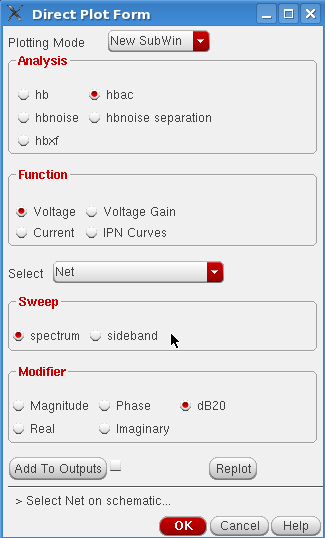 Direct Plot Form
Plotting Mode New SubWin
Analysis
hb hbac
hbnoise hbnoise separation
hbxf
Function
Voltage Voltage Gain
Current IPN Curves
Select Net
Sweep
spectrum sideband
Modifier
Magnitude Phase dB20
Real Imaginary
Add To Outputs Replot
> Select Net on schematic...
OK Cancel Help